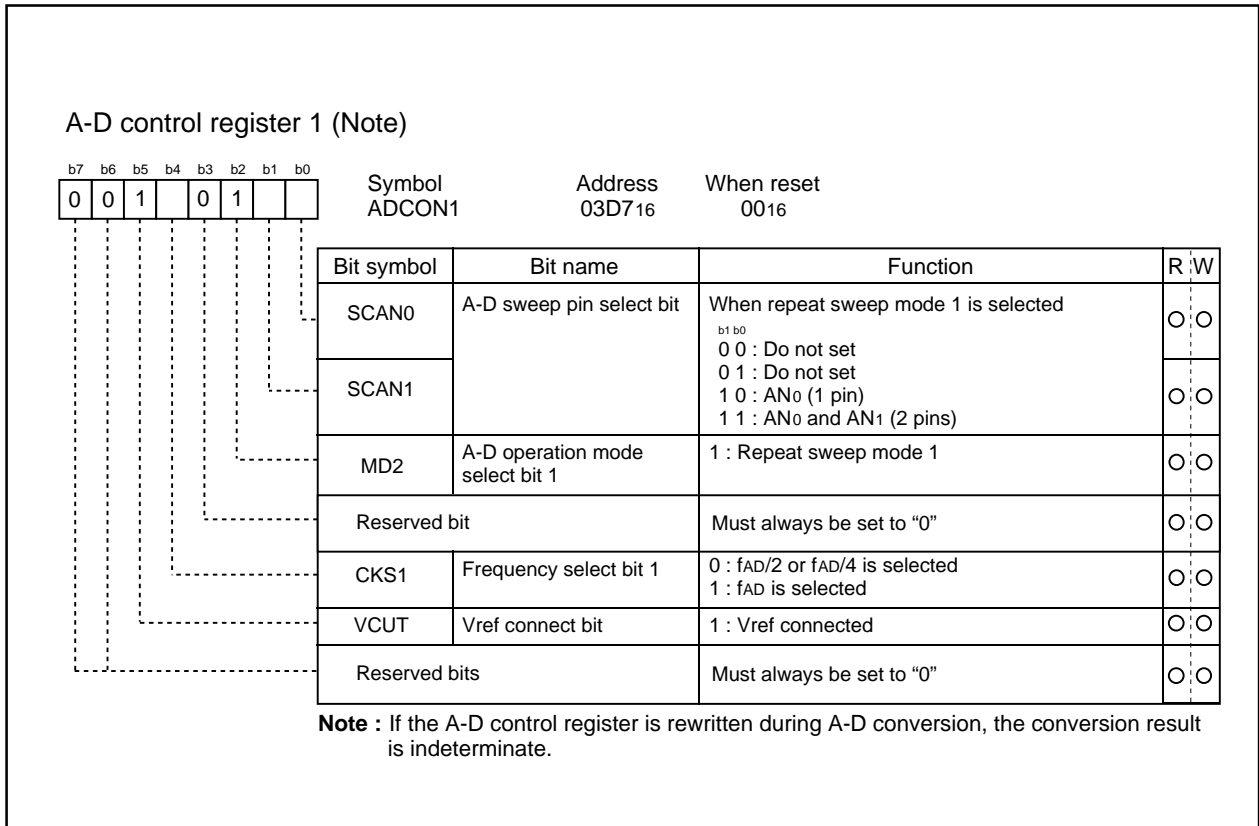 A-D control register 1 (Note)
b7 b6 b5 b4 b3 b2 b1 b0
0 0 1 0 1
Symbol Address When reset
ADCON1 03D716 0016
Bit symbol Bit name Function R W
SCAN0 A-D sweep pin select bit When repeat sweep mode 1 is selected
b1 b0
0 0 : Do not set
0 1 : Do not set
SCAN1 1 0 : AN0 (1 pin)
1 1 : AN0 and AN1 (2 pins)
MD2 A-D operation mode select bit 1 1 : Repeat sweep mode 1
Reserved bit Must always be set to “0”
CKS1 Frequency select bit 1 0 : fAD/2 or fAD/4 is selected
1 : fAD is selected
VCUT Vref connect bit 1 : Vref connected
Reserved bits Must always be set to “0”
Note : If the A-D control register is rewritten during A-D conversion, the conversion result
is indeterminate.